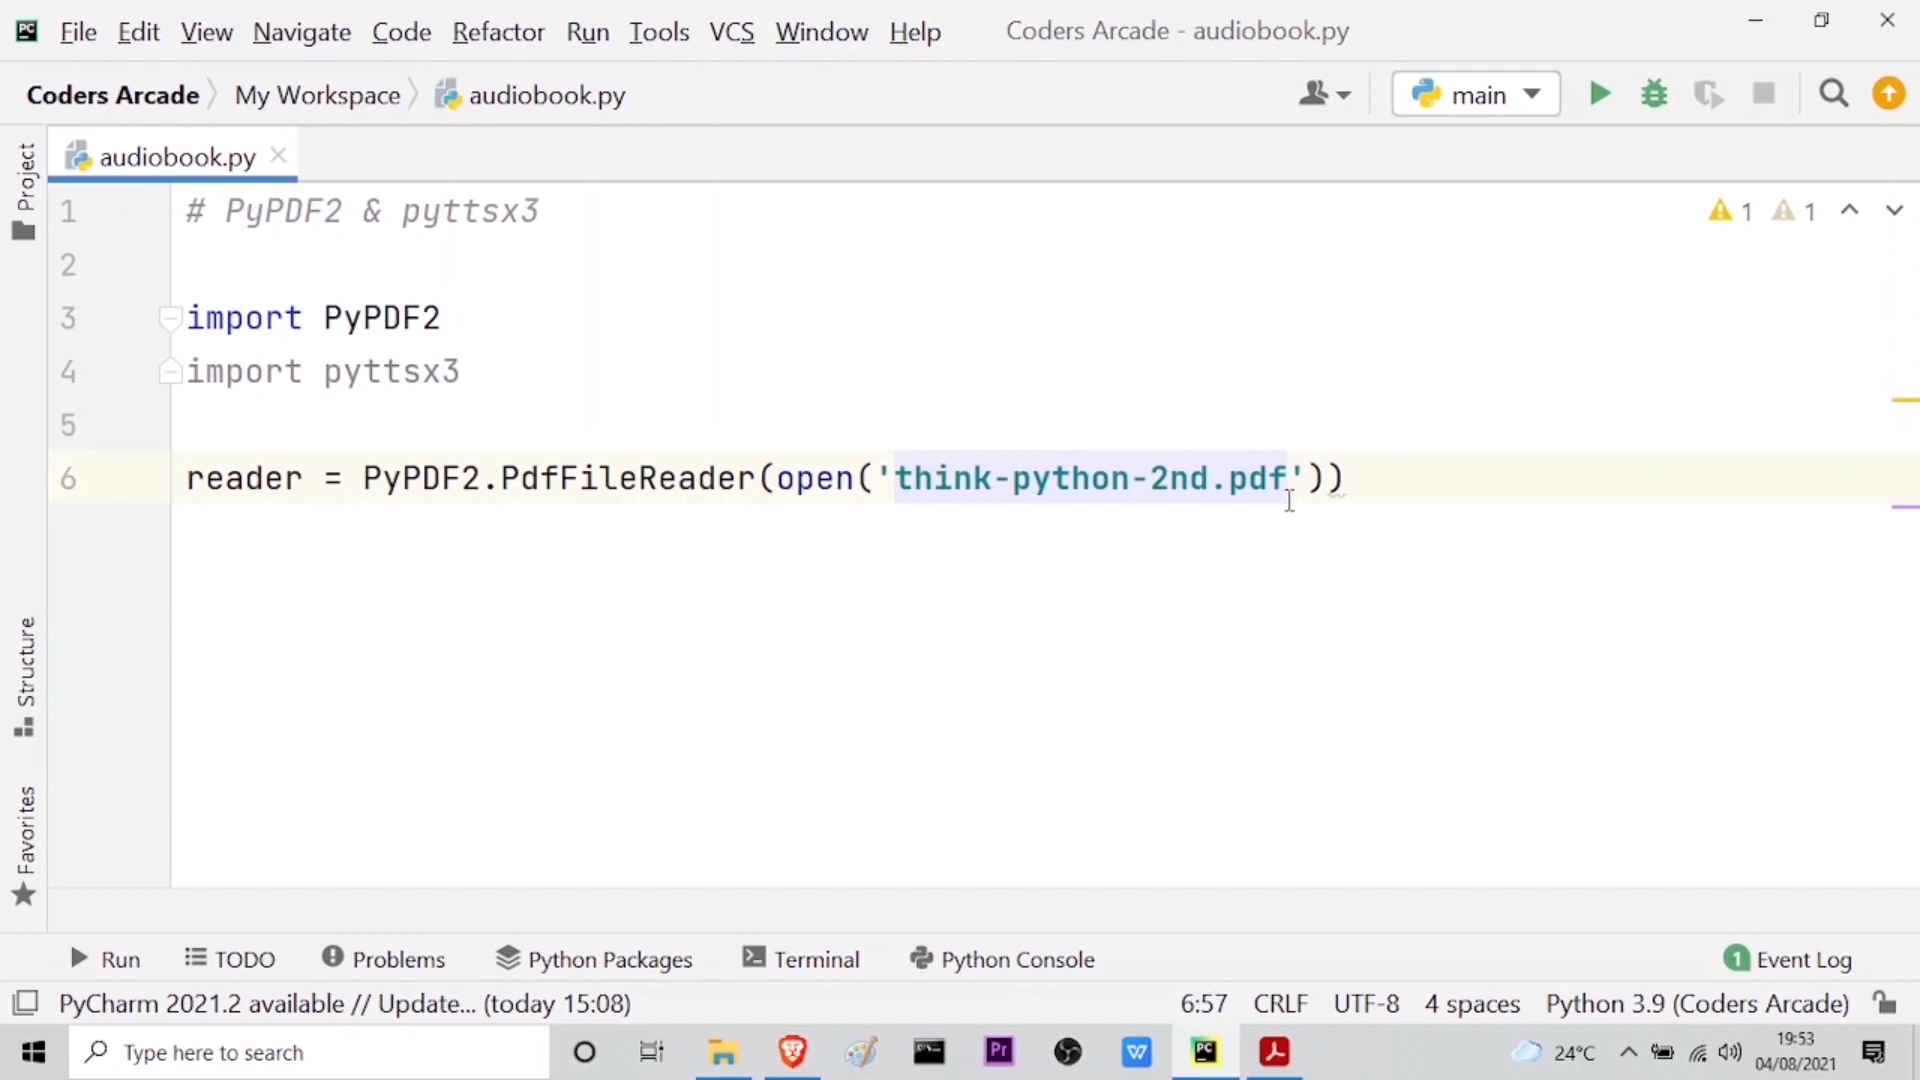 File Edit View Navigate Code Refactor Run Tools VCS Window Help Coders Arcade - audiobook.py
Coders Arcade My Workspace audiobook.py main
audiobook.py
Project
Structure
Favorites
1 # PyPDF2 & pyttsx3
2
3 import PyPDF2
4 import pyttsx3
5
6 reader = PyPDF2.PdfFileReader(open('think-python-2nd.pdf'))
1 1
Run TODO Problems Python Packages Terminal Python Console 1 Event Log
PyCharm 2021.2 available // Update... (today 15:08) 6:57 CRLF UTF-8 4 spaces Python 3.9 (Coders Arcade)
Type here to search Pr W PC 24°C 19:53
04/08/2021